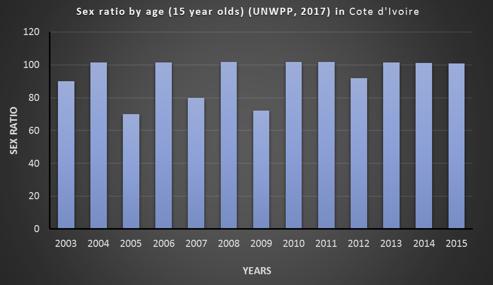 Sex ratio by age (15 year olds) (UNWPP, 2017) in Cote d'Ivoire
120
100
80
60
40
20
0
SEX RATIO
2003 2004 2005 2006 2007 2008 2009 2010 2011 2012 2013 2014 2015
YEARS